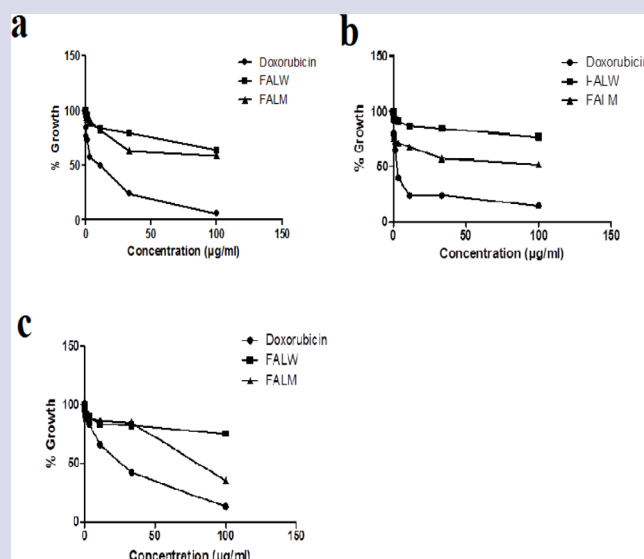 a
150
100
50
0
% Growth
Doxorubicin
FALW
FALM
0
50
100
150
Concentration (µg/ml)
b
150
100
50
0
% Growth
Doxorubicin
FALW
FALM
0
50
100
150
Concentration (µg/ml)
c
150
100
50
0
% Growth
Doxorubicin
FALW
FALM
0
50
100
150
Concentration (µg/ml)